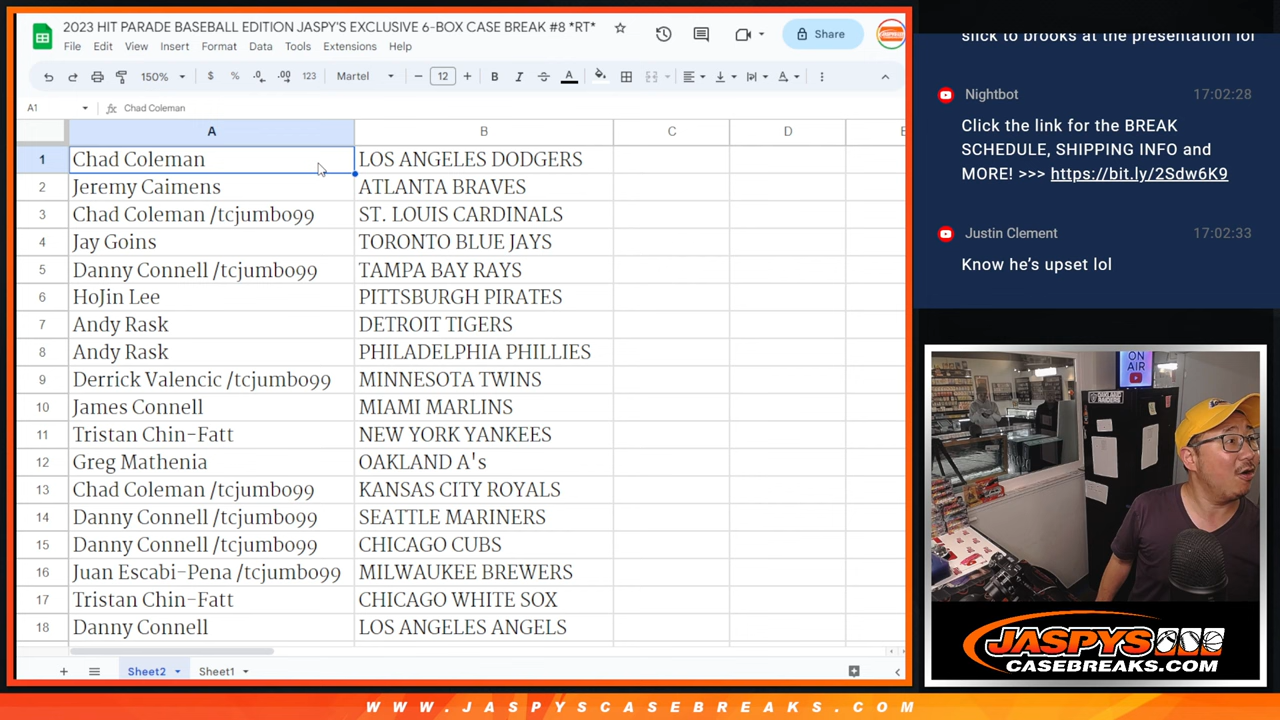 2023 HIT PARADE BASEBALL EDITION JASPY'S EXCLUSIVE 6-BOX CASE BREAK #8 *RT*
File Edit View Insert Format Data Tools Extensions Help
Share
150% $ % .0 .00 123 Martel 12 B I A
A1 fx Chad Coleman
A B C D E
1 Chad Coleman LOS ANGELES DODGERS
2 Jeremy Caimens ATLANTA BRAVES
3 Chad Coleman /tcjumbo99 ST. LOUIS CARDINALS
4 Jay Goins TORONTO BLUE JAYS
5 Danny Connell /tcjumbo99 TAMPA BAY RAYS
6 HoJin Lee PITTSBURGH PIRATES
7 Andy Rask DETROIT TIGERS
8 Andy Rask PHILADELPHIA PHILLIES
9 Derrick Valencic /tcjumbo99 MINNESOTA TWINS
10 James Connell MIAMI MARLINS
11 Tristan Chin-Fatt NEW YORK YANKEES
12 Greg Mathenia OAKLAND A's
13 Chad Coleman /tcjumbo99 KANSAS CITY ROYALS
14 Danny Connell /tcjumbo99 SEATTLE MARINERS
15 Danny Connell /tcjumbo99 CHICAGO CUBS
16 Juan Escabi-Pena /tcjumbo99 MILWAUKEE BREWERS
17 Tristan Chin-Fatt CHICAGO WHITE SOX
18 Danny Connell LOS ANGELES ANGELS
Sheet2 Sheet1
slick to brooks at the presentation lol
Nightbot 17:02:28
Click the link for the BREAK
SCHEDULE, SHIPPING INFO and
MORE! >>> https://bit.ly/2Sdw6K9
Justin Clement 17:02:33
Know he's upset lol
ON
AIR
JASPYS
CASEBREAKS.COM
WWW.JASPYSCASEBREAKS.COM